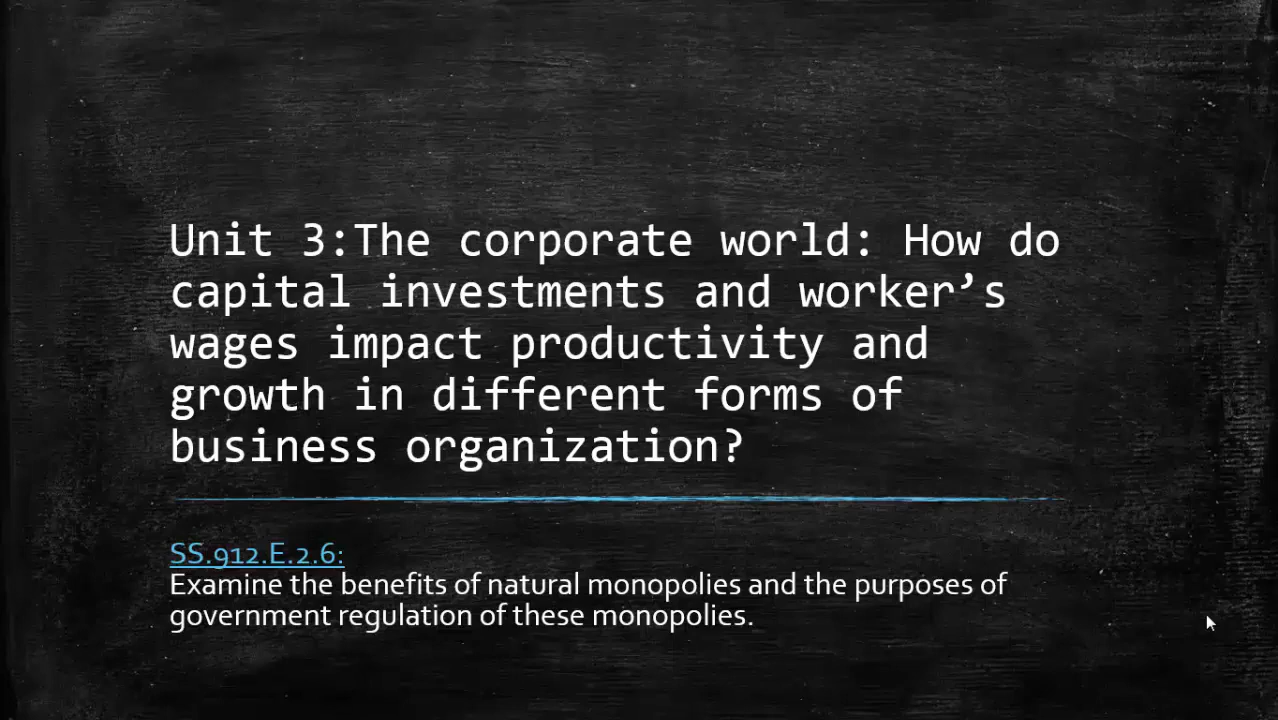 Unit 3:The corporate world: How do
capital investments and worker’s
wages impact productivity and
growth in different forms of
business organization?
SS.912.E.2.6:
Examine the benefits of natural monopolies and the purposes of
government regulation of these monopolies.